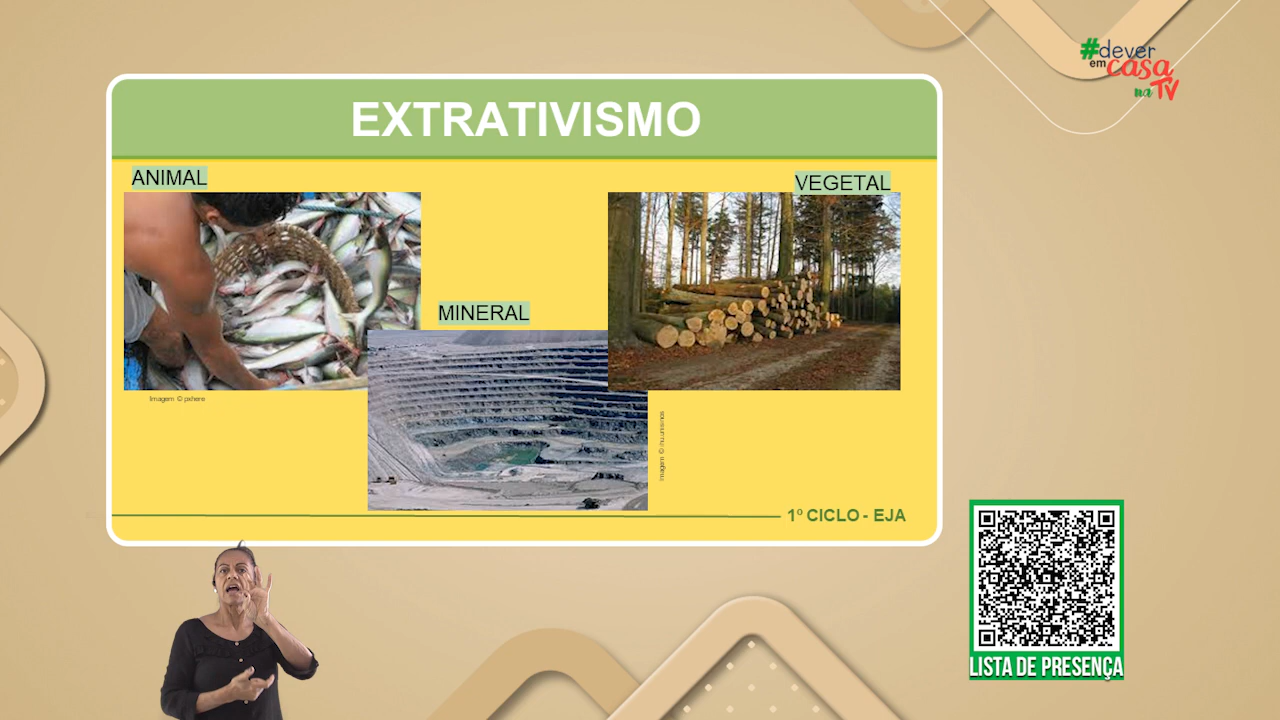 #dever
em casa
na TV
EXTRATIVISMO
ANIMAL
VEGETAL
MINERAL
Imagem © pxhere
1º CICLO - EJA
LISTA DE PRESENÇA